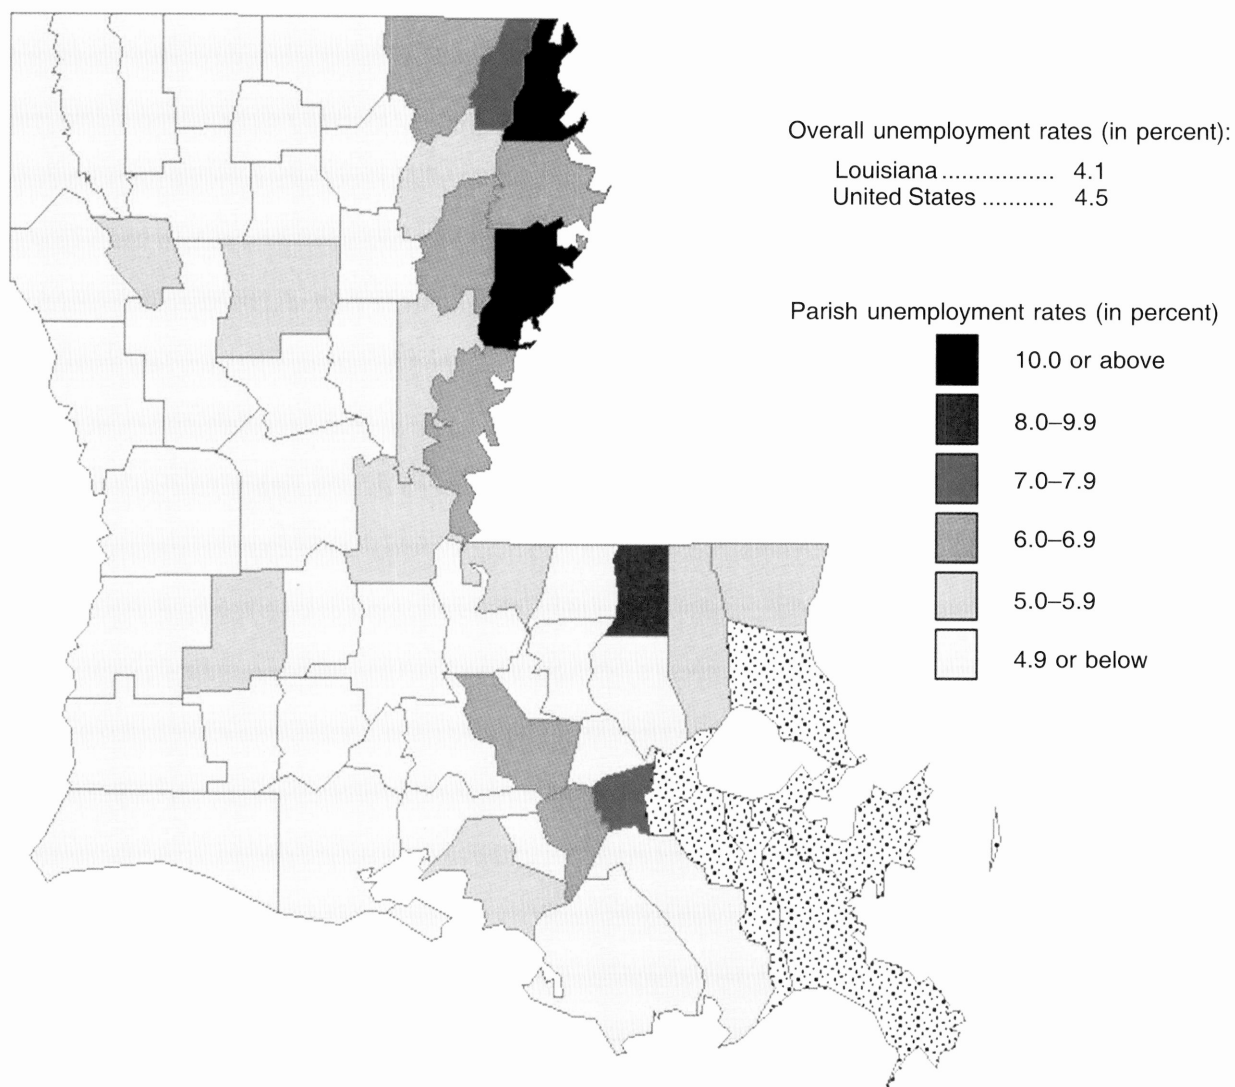 Overall unemployment rates (in percent):
Louisiana ................. 4.1
United States ........... 4.5
Parish unemployment rates (in percent)
10.0 or above
8.0–9.9
7.0–7.9
6.0–6.9
5.0–5.9
4.9 or below